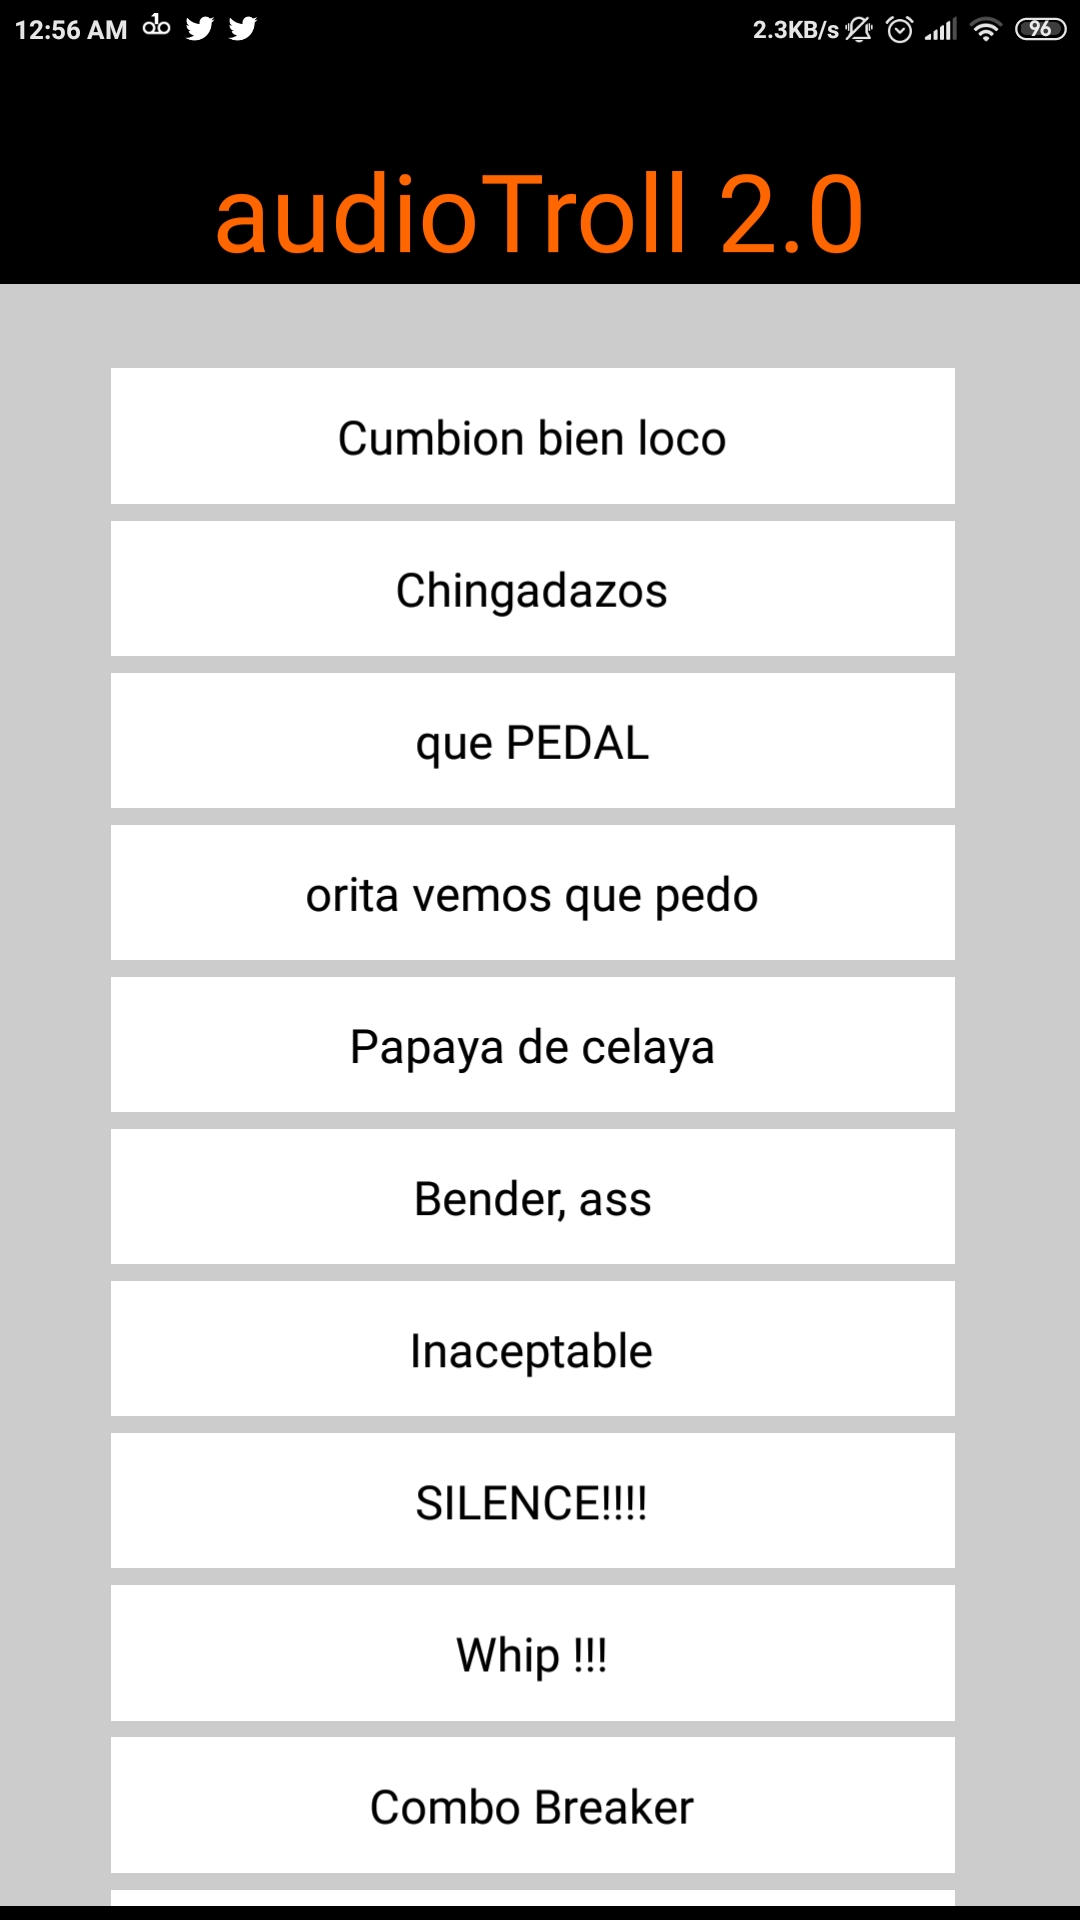 12:56 AM 2.3KB/s 96
audioTroll 2.0
Cumbion bien loco
Chingadazos
que PEDAL
orita vemos que pedo
Papaya de celaya
Bender, ass
Inaceptable
SILENCE!!!!
Whip !!!
Combo Breaker